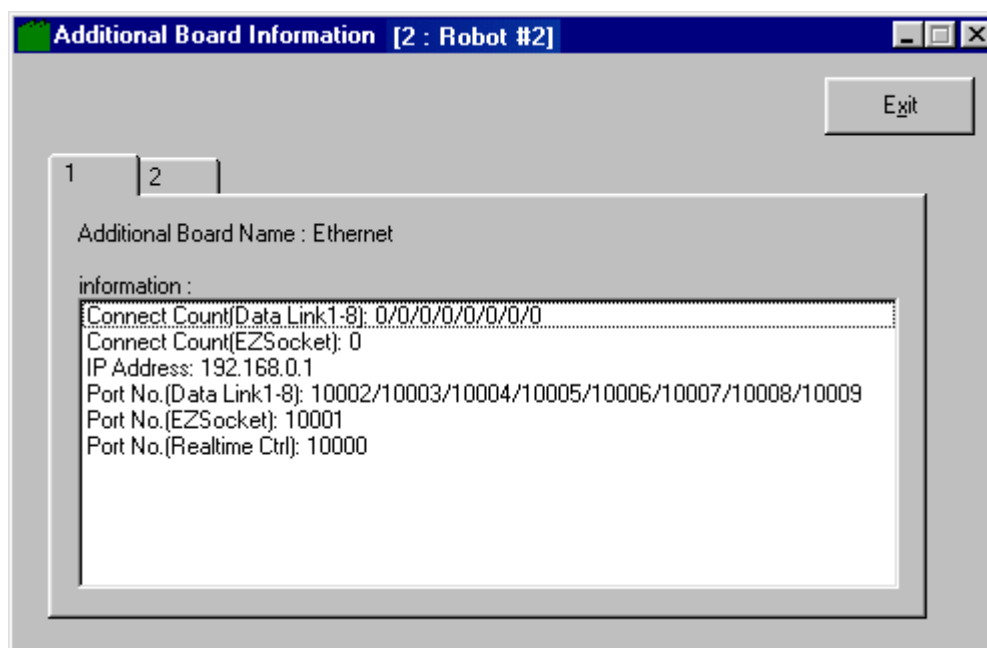 Additional Board Information [2 : Robot #2]
Exit
1 2
Additional Board Name : Ethernet
information :
Connect Count(Data Link1-8): 0/0/0/0/0/0/0/0
Connect Count(EZSocket): 0
IP Address: 192.168.0.1
Port No.(Data Link1-8): 10002/10003/10004/10005/10006/10007/10008/10009
Port No.(EZSocket): 10001
Port No.(Realtime Ctrl): 10000